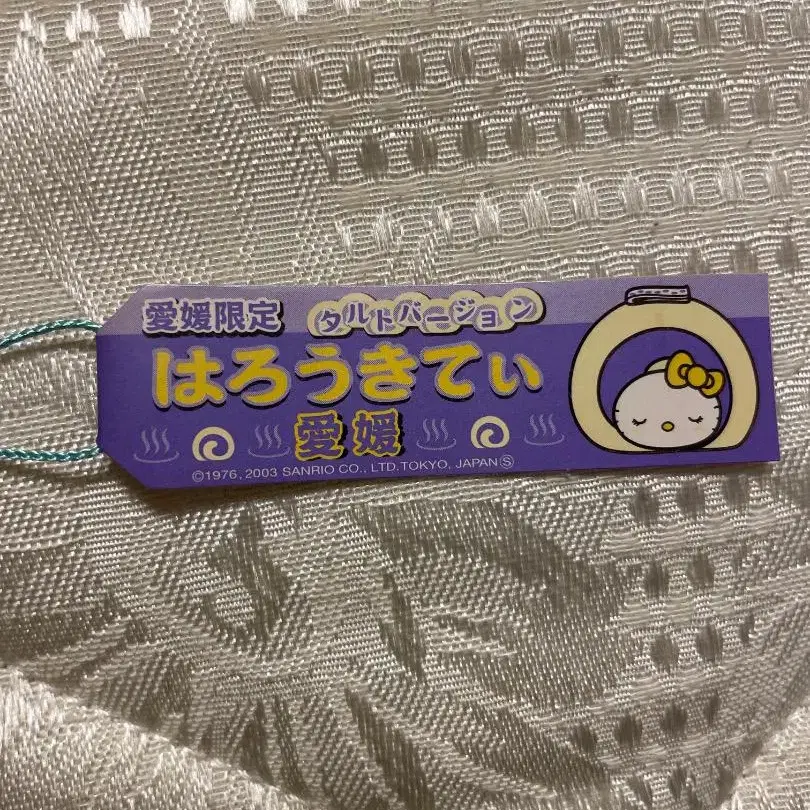 愛媛限定 タルトバージョン
はろうきてぃ
愛媛
©1976, 2003 SANRIO CO., LTD.TOKYO, JAPANⓈ